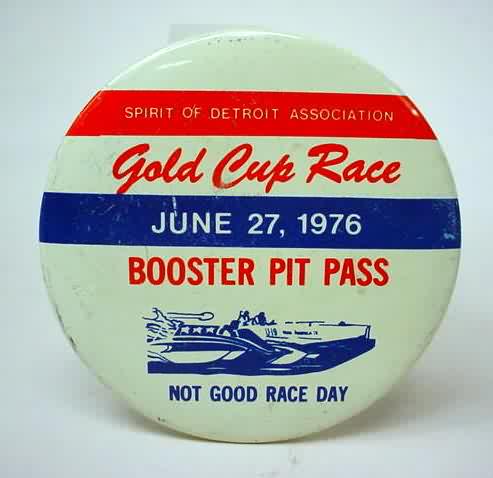 SPIRIT OF DETROIT ASSOCIATION
Gold Cup Race
JUNE 27, 1976
BOOSTER PIT PASS
NOT GOOD RACE DAY